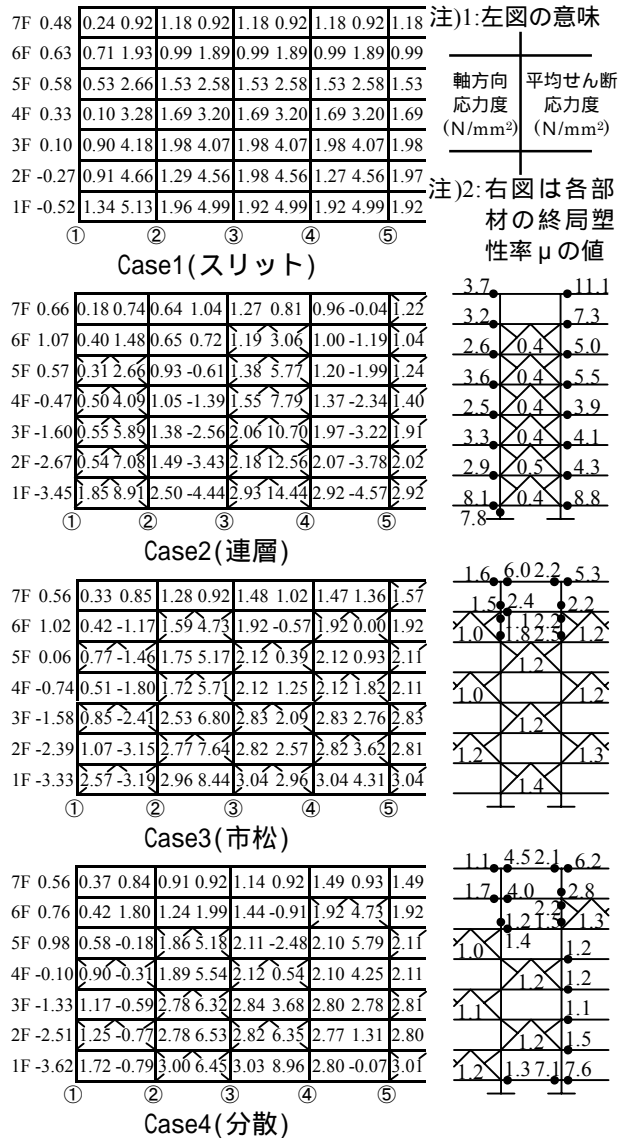 7F 0.48 0.24 0.92 1.18 0.92 1.18 0.92 1.18 0.92 1.18
6F 0.63 0.71 1.93 0.99 1.89 0.99 1.89 0.99 1.89 0.99
5F 0.58 0.53 2.66 1.53 2.58 1.53 2.58 1.53 2.58 1.53
4F 0.33 0.10 3.28 1.69 3.20 1.69 3.20 1.69 3.20 1.69
3F 0.10 0.90 4.18 1.98 4.07 1.98 4.07 1.98 4.07 1.98
2F -0.27 0.91 4.66 1.29 4.56 1.98 4.56 1.27 4.56 1.97
1F -0.52 1.34 5.13 1.96 4.99 1.92 4.99 1.92 4.99 1.92
① ② ③ ④ ⑤
Case1(スリット)
注)1:左図の意味
軸方向 平均せん断
応力度 応力度
(N/mm²) (N/mm²)
注)2:右図は各部
材の終局塑
性率μの値
7F 0.66 0.18 0.74 0.64 1.04 1.27 0.81 0.96 -0.04 1.22
6F 1.07 0.40 1.48 0.65 0.72 1.19 3.06 1.00 -1.19 1.04
5F 0.57 0.31 2.66 0.93 -0.61 1.38 5.77 1.20 -1.99 1.24
4F -0.47 0.50 4.09 1.05 -1.39 1.55 7.79 1.37 -2.34 1.40
3F -1.60 0.55 5.89 1.38 -2.56 2.06 10.70 1.97 -3.22 1.91
2F -2.67 0.54 7.08 1.49 -3.43 2.18 12.56 2.07 -3.78 2.02
1F -3.45 1.85 8.91 2.50 -4.44 2.93 14.44 2.92 -4.57 2.92
① ② ③ ④ ⑤
Case2(連層)
3.7 11.1
3.2 7.3
2.6 0.4 5.0
3.6 0.4 5.5
2.5 0.4 3.9
3.3 0.4 4.1
2.9 0.5 4.3
8.1 0.4 8.8
7.8
7F 0.56 0.33 0.85 1.28 0.92 1.48 1.02 1.47 1.36 1.57
6F 1.02 0.42 -1.17 1.59 4.73 1.92 -0.57 1.92 0.00 1.92
5F 0.06 0.77 -1.46 1.75 5.17 2.12 0.39 2.12 0.93 2.11
4F -0.74 0.51 -1.80 1.72 5.71 2.12 1.25 2.12 1.82 2.11
3F -1.58 0.85 -2.41 2.53 6.80 2.83 2.09 2.83 2.76 2.83
2F -2.39 1.07 -3.15 2.77 7.64 2.82 2.57 2.82 3.62 2.81
1F -3.33 2.57 -3.19 2.96 8.44 3.04 2.96 3.04 4.31 3.04
① ② ③ ④ ⑤
Case3(市松)
1.6 6.0 2.2 5.3
1.5 2.4 2.2
1.0 1.8 1.2
1.2
1.0 1.2
1.2
1.2 1.3
1.4
7F 0.56 0.37 0.84 0.91 0.92 1.14 0.92 1.49 0.93 1.49
6F 0.76 0.42 1.80 1.24 1.99 1.44 -0.91 1.92 4.73 1.92
5F 0.98 0.58 -0.18 1.86 5.18 2.11 -2.48 2.10 5.79 2.11
4F -0.10 0.90 -0.31 1.89 5.54 2.12 0.54 2.10 4.25 2.11
3F -1.33 1.17 -0.59 2.78 6.32 2.84 3.68 2.80 2.78 2.81
2F -2.51 1.25 -0.77 2.78 6.53 2.82 6.35 2.77 1.31 2.80
1F -3.62 1.72 -0.79 3.00 6.45 3.03 8.96 2.80 -0.07 3.01
① ② ③ ④ ⑤
Case4(分散)
1.1 4.5 2.1 6.2
1.7 4.0 2.8
2.2
1.2 1.3
1.0 1.4 1.2
1.2 1.2
1.1 1.1
1.2 1.5
1.2 1.3 7.1 7.6